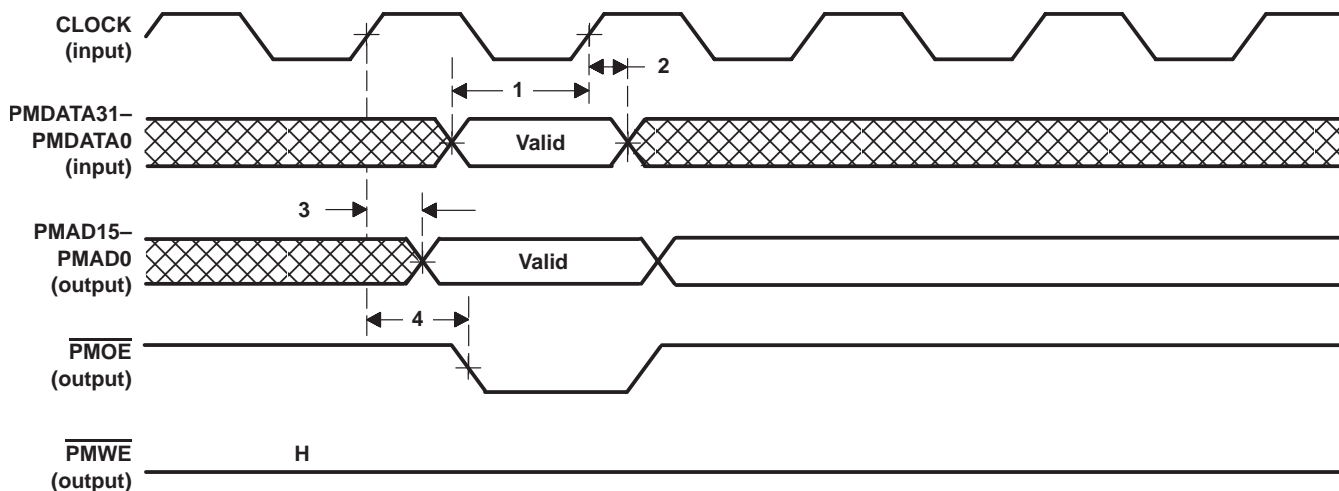 CLOCK
(input)
2
1
PMDATA31–
PMDATA0
(input)
Valid
3
PMAD15–
PMAD0
(output)
Valid
4
PMOE
(output)
PMWE
(output)
H